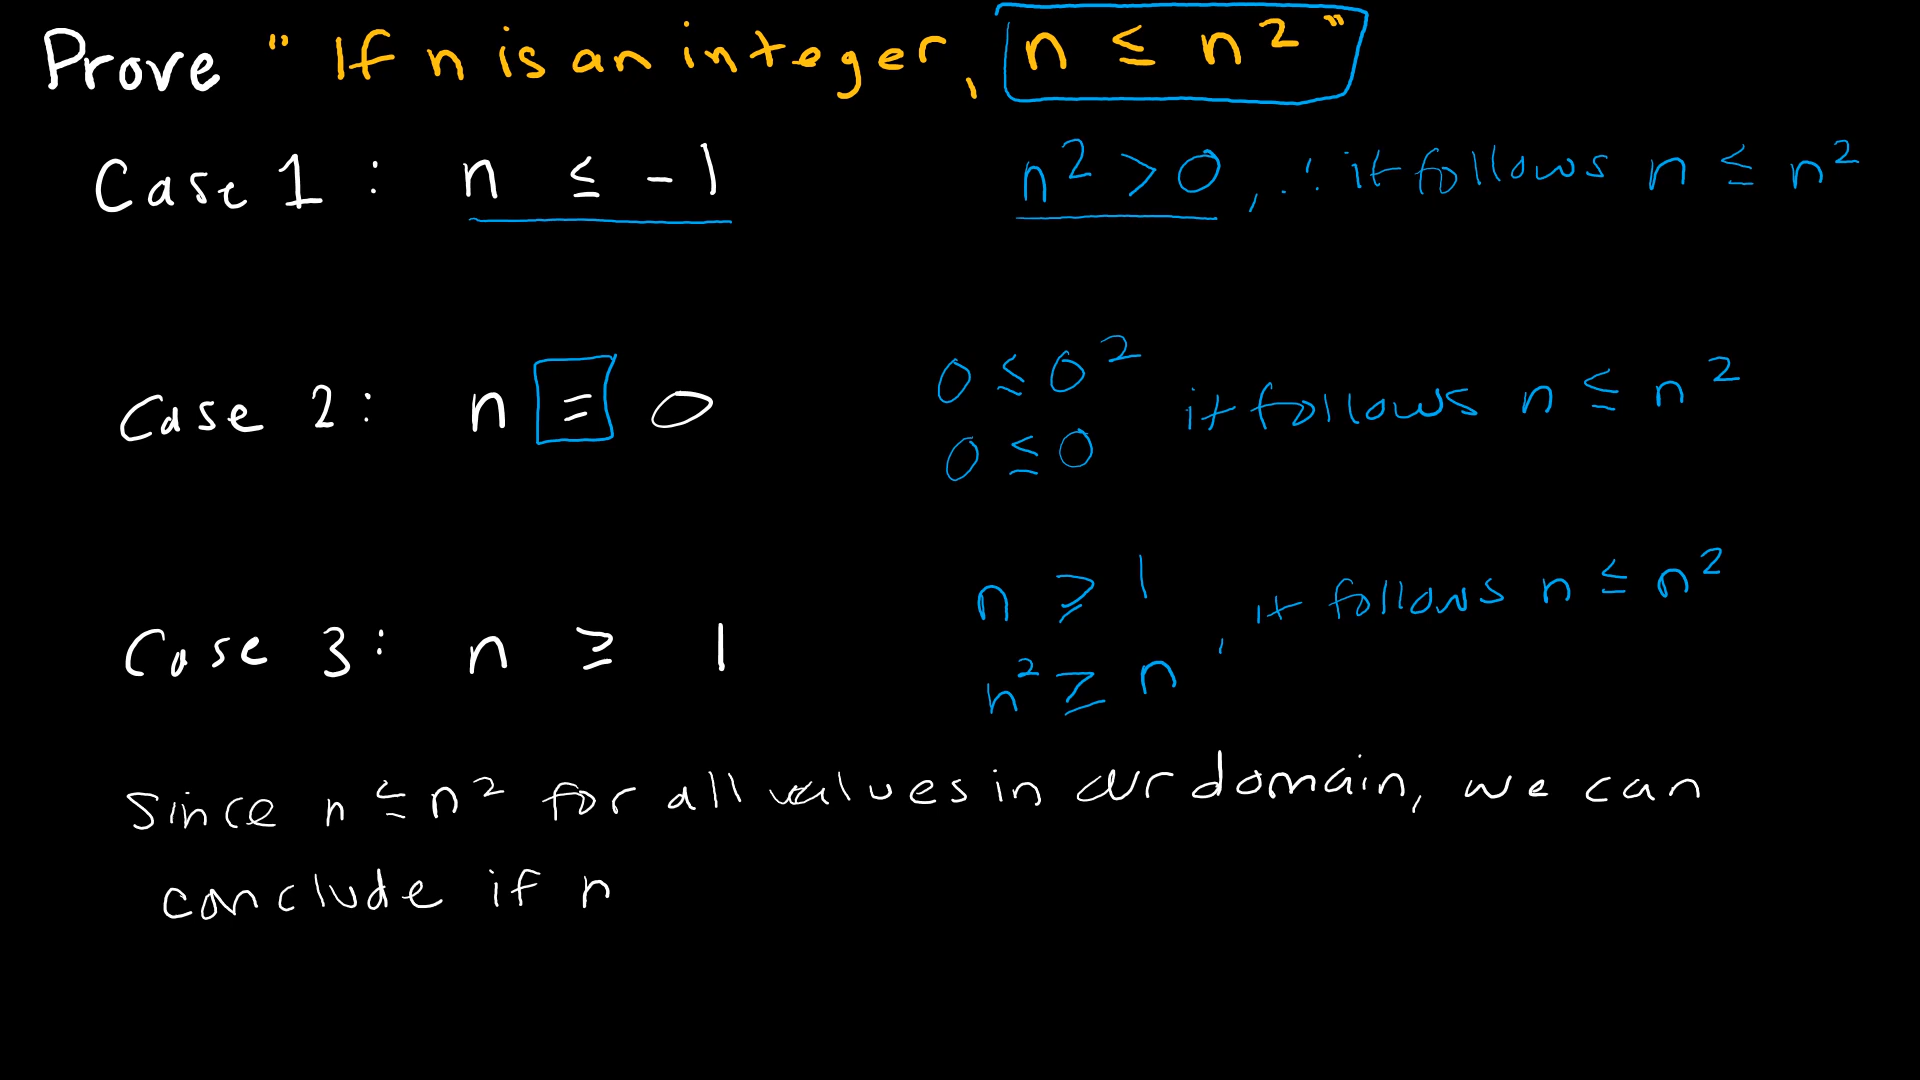 Prove "If n is an integer, n ≤ n²"
Case 1: n ≤ -1 n² > 0, ∴ it follows n ≤ n²
Case 2: n = 0
0 ≤ 0²
0 ≤ 0
it follows n ≤ n²
Case 3: n ≥ 1
n ≥ 1
n² ≥ n, it follows n ≤ n²
Since n ≤ n² for all values in our domain, we can
conclude if n